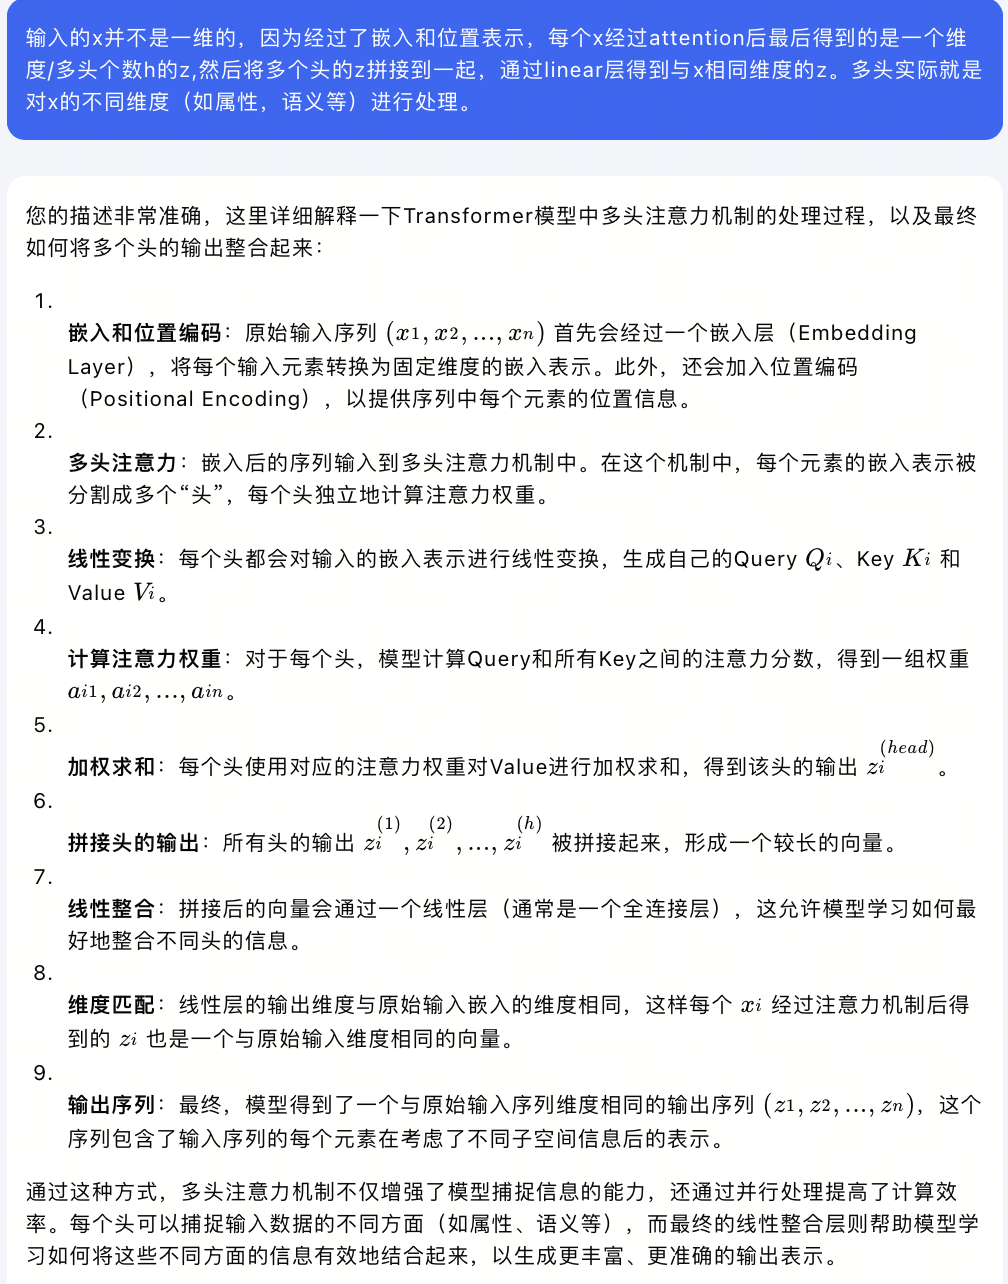 输入的x并不是一维的，因为经过了嵌入和位置表示，每个x经过attention后最后得到的是一个维
度/多头个数h的z,然后将多个头的z拼接到一起，通过linear层得到与x相同维度的z。多头实际就是
对x的不同维度（如属性，语义等）进行处理。
您的描述非常准确，这里详细解释一下Transformer模型中多头注意力机制的处理过程，以及最终
如何将多个头的输出整合起来：
1.
嵌入和位置编码：原始输入序列 (x1, x2, ..., xn) 首先会经过一个嵌入层（Embedding
Layer），将每个输入元素转换为固定维度的嵌入表示。此外，还会加入位置编码
（Positional Encoding），以提供序列中每个元素的位置信息。
2.
多头注意力：嵌入后的序列输入到多头注意力机制中。在这个机制中，每个元素的嵌入表示被
分割成多个“头”，每个头独立地计算注意力权重。
3.
线性变换：每个头都会对输入的嵌入表示进行线性变换，生成自己的Query Qi、Key Ki 和
Value Vi。
4.
计算注意力权重：对于每个头，模型计算Query和所有Key之间的注意力分数，得到一组权重
ai1, ai2, ..., ain。
5.
加权求和：每个头使用对应的注意力权重对Value进行加权求和，得到该头的输出 zi(head)。
6.
拼接头的输出：所有头的输出 zi(1), zi(2), ..., zi(h) 被拼接起来，形成一个较长的向量。
7.
线性整合：拼接后的向量会通过一个线性层（通常是一个全连接层），这允许模型学习如何最
好地整合不同头的信息。
8.
维度匹配：线性层的输出维度与原始输入嵌入的维度相同，这样每个 xi 经过注意力机制后得
到的 zi 也是一个与原始输入维度相同的向量。
9.
输出序列：最终，模型得到了一个与原始输入序列维度相同的输出序列 (z1, z2, ..., zn)，这个
序列包含了输入序列的每个元素在考虑了不同子空间信息后的表示。
通过这种方式，多头注意力机制不仅增强了模型捕捉信息的能力，还通过并行处理提高了计算效
率。每个头可以捕捉输入数据的不同方面（如属性、语义等），而最终的线性整合层则帮助模型学
习如何将这些不同方面的信息有效地结合起来，以生成更丰富、更准确的输出表示。